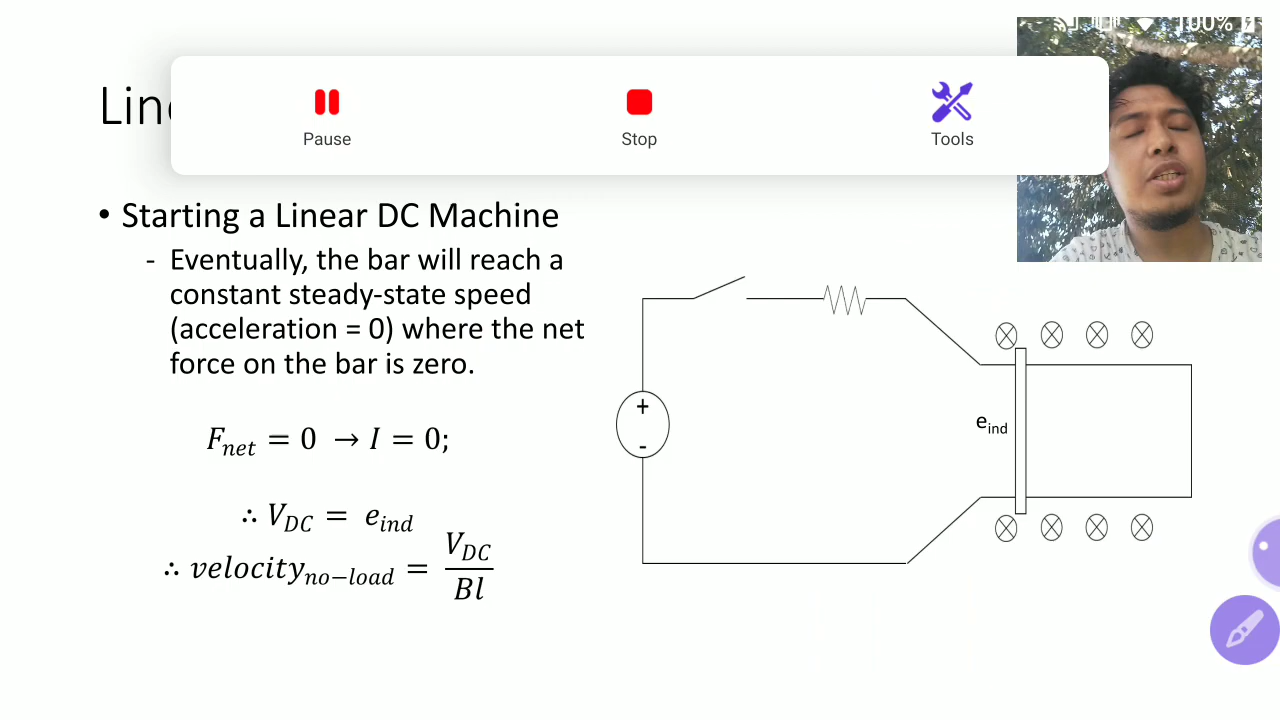 100%
Pause
Stop
Tools
• Starting a Linear DC Machine
- Eventually, the bar will reach a
constant steady-state speed
(acceleration = 0) where the net
force on the bar is zero.
F_net = 0 → I = 0;
∴ V_DC = e_ind
∴ velocity_no−load = V_DC / Bl
+
-
e_ind